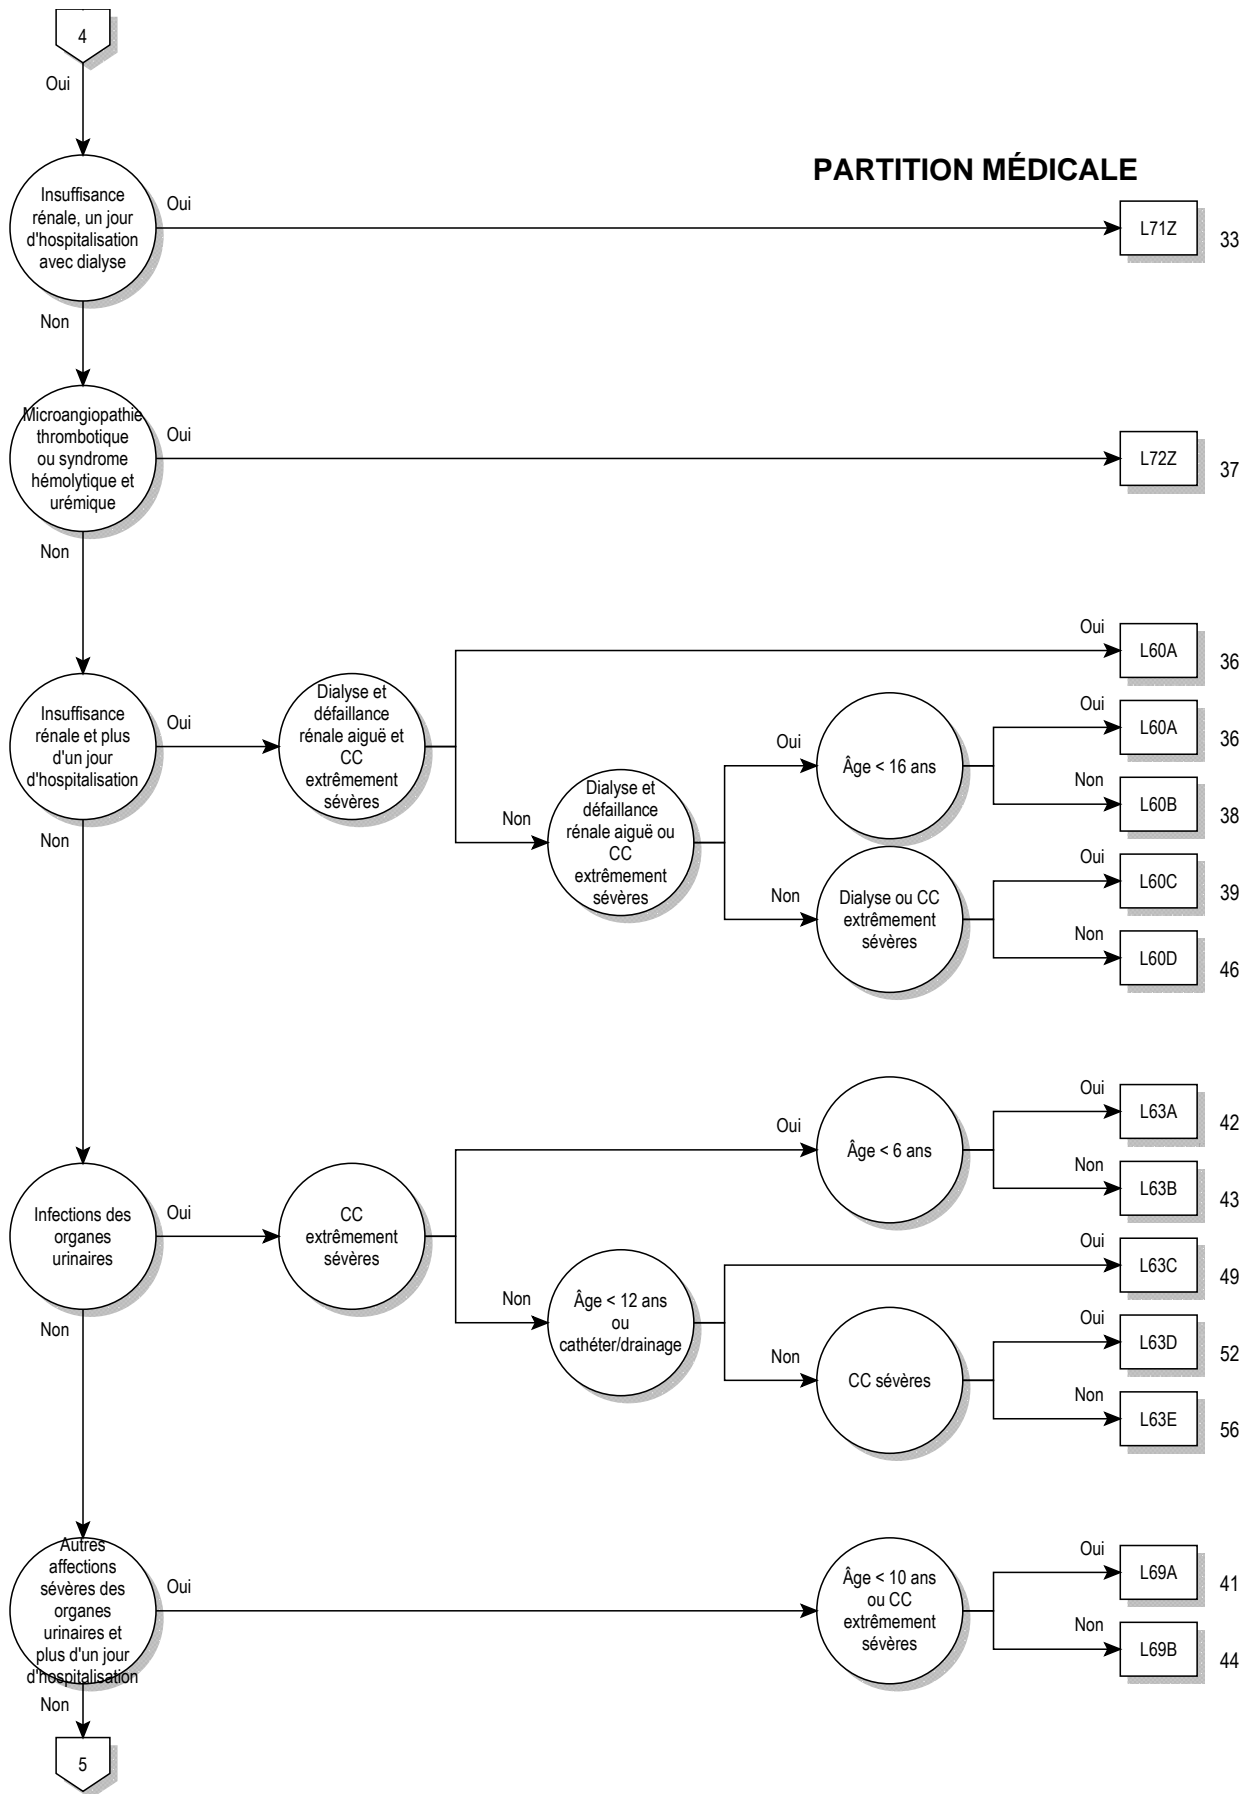 4
Oui
PARTITION MÉDICALE
Insuffisance
rénale, un jour
d'hospitalisation
avec dialyse
Oui
L71Z
33
Non
Microangiopathie
thrombotique
ou syndrome
hémolytique et
urémique
Oui
L72Z
37
Non
Insuffisance
rénale et plus
d'un jour
d'hospitalisation
Oui
Dialyse et
défaillance
rénale aiguë et
CC
extrêmement
sévères
Oui
L60A
36
Non
Dialyse et
défaillance
rénale aiguë ou
CC
extrêmement
sévères
Oui
Âge < 16 ans
Oui
L60A
36
Non
L60B
38
Non
Dialyse ou CC
extrêmement
sévères
Oui
L60C
39
Non
L60D
46
Non
Infections des
organes
urinaires
Oui
CC
extrêmement
sévères
Oui
Âge < 6 ans
Oui
L63A
42
Non
L63B
43
Non
Âge < 12 ans
ou
cathéter/drainage
Oui
L63C
49
Non
CC sévères
Oui
L63D
52
Non
L63E
56
Non
Autres
affections
sévères des
organes
urinaires et
plus d'un jour
d'hospitalisation
Oui
Âge < 10 ans
ou CC
extrêmement
sévères
Oui
L69A
41
Non
L69B
44
Non
5